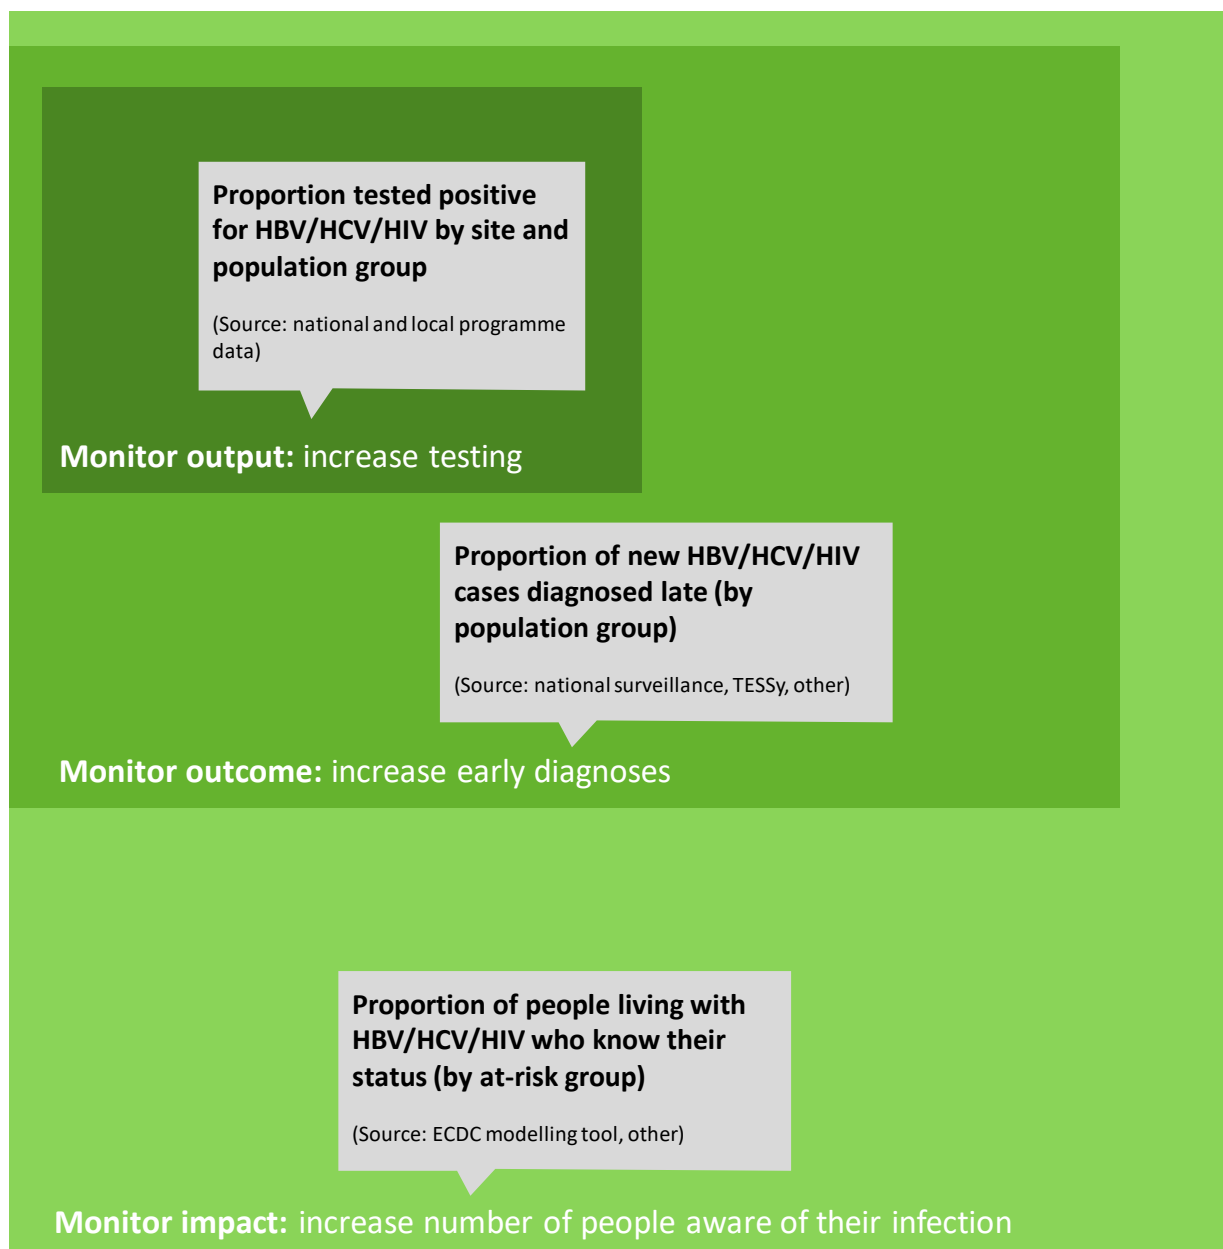 Proportion tested positive
for HBV/HCV/HIV by site and
population group
(Source: national and local programme
data)
Monitor output: increase testing
Proportion of new HBV/HCV/HIV
cases diagnosed late (by
population group)
(Source: national surveillance, TESSy, other)
Monitor outcome: increase early diagnoses
Proportion of people living with
HBV/HCV/HIV who know their
status (by at-risk group)
(Source: ECDC modelling tool, other)
Monitor impact: increase number of people aware of their infection